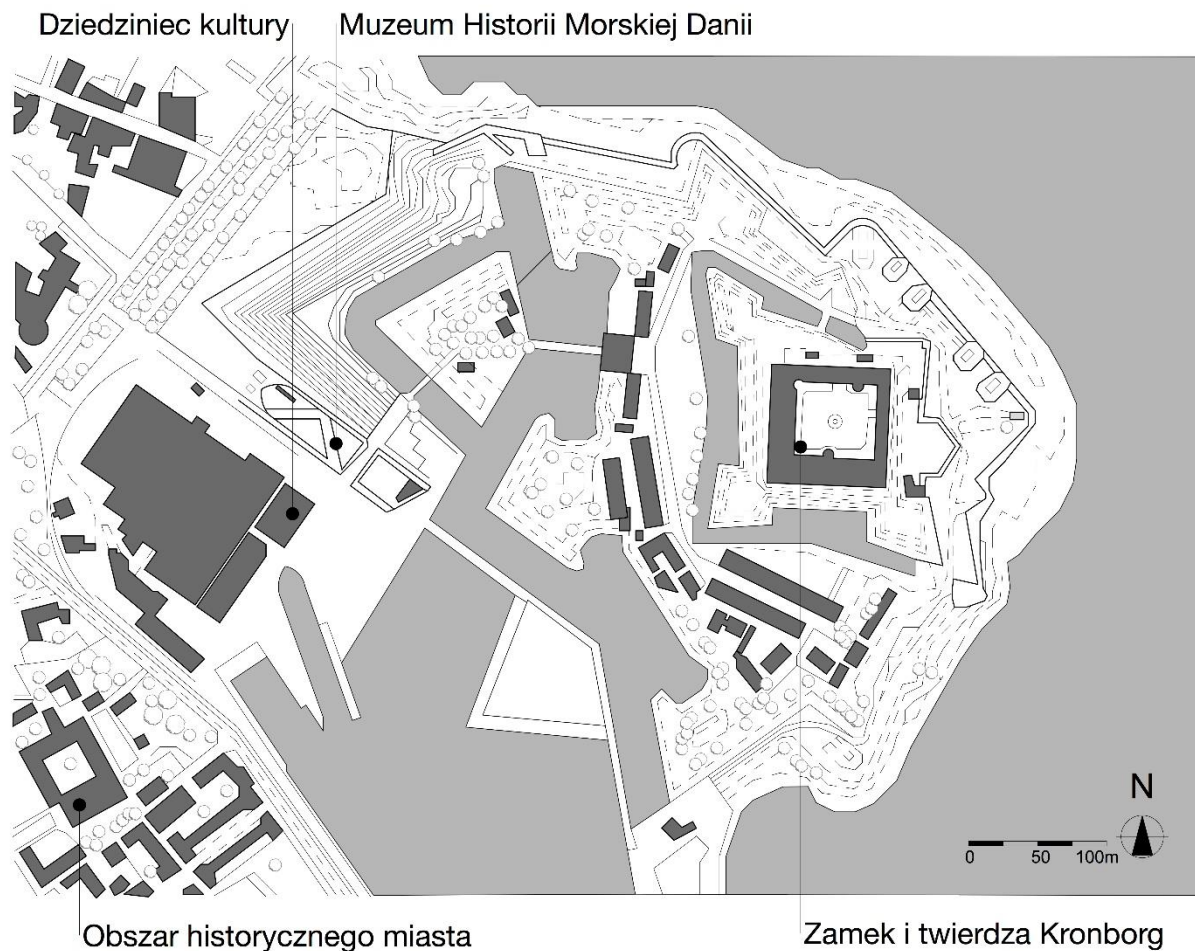 Dziedziniec kultury
Muzeum Historii Morskiej Danii
N
0 50 100m
Obszar historycznego miasta
Zamek i twierdza Kronborg